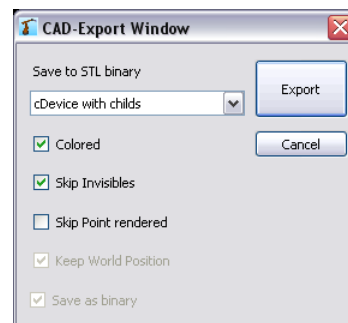 CAD-Export Window
Save to STL binary
Export
cDevice with childs
Colored
Cancel
Skip Invisibles
Skip Point rendered
Keep World Position
Save as binary